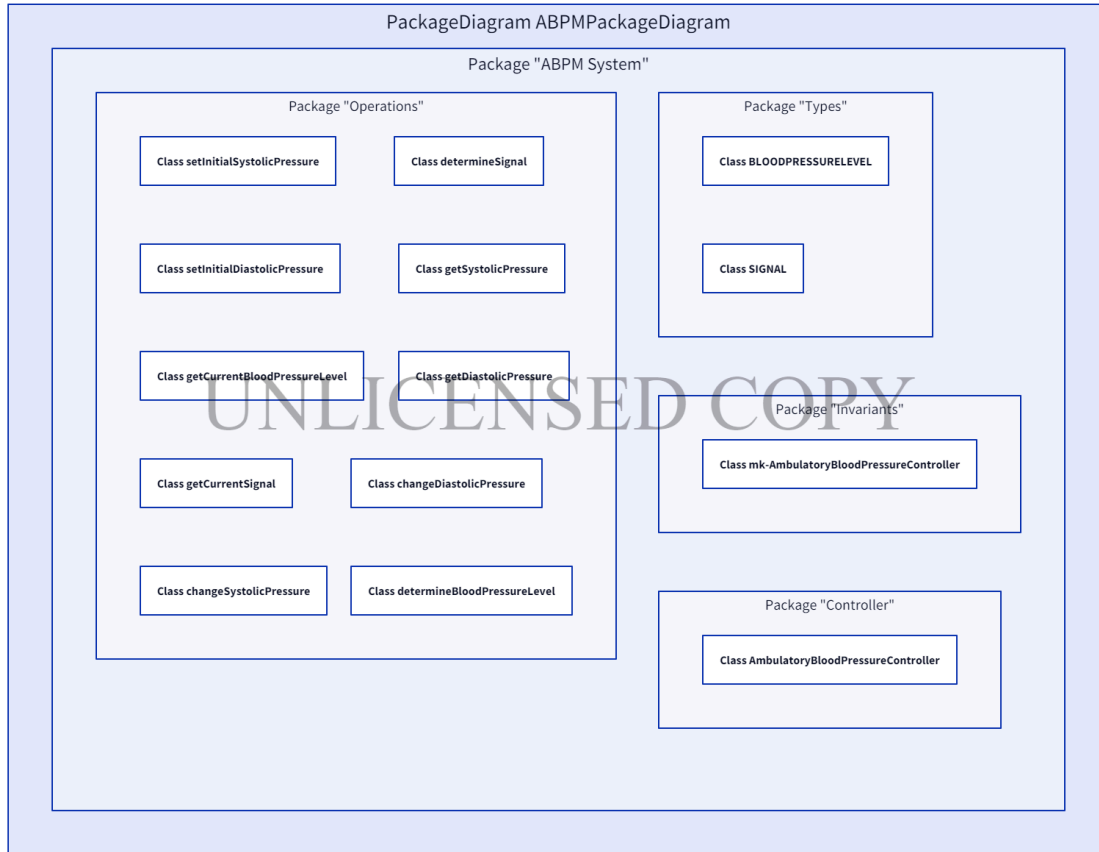 PackageDiagram ABPMPackageDiagram
Package "ABPM System"
Package "Operations"
Class setInitialSystolicPressure
Class determineSignal
Class setInitialDiastolicPressure
Class getSystolicPressure
Class getCurrentBloodPressureLevel
Class getDiastolicPressure
Class getCurrentSignal
Class changeDiastolicPressure
Class changeSystolicPressure
Class determineBloodPressureLevel
Package "Types"
Class BLOODPRESSURELEVEL
Class SIGNAL
Package "Invariants"
Class mk-AmbulatoryBloodPressureController
Package "Controller"
Class AmbulatoryBloodPressureController
UNLICENSED COPY